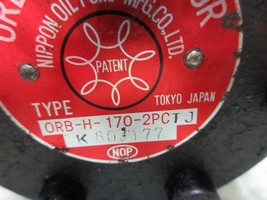 NIPPON OIL PUMP MFG.CO.,LTD.
PATENT
TYPE
TOKYO JAPAN
ORB-H-170-2PCTJ
NOP